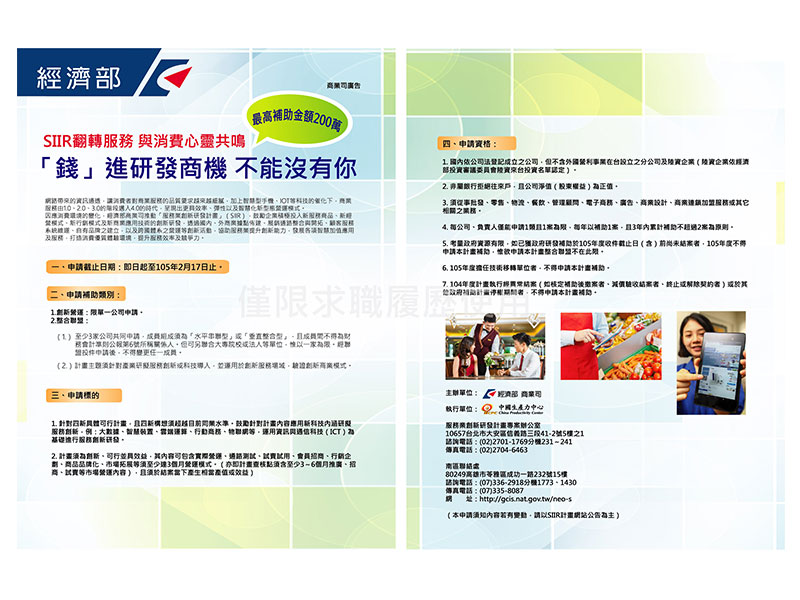 經濟部
商業司廣告
最高補助金額200萬
SIIR翻轉服務 與消費心靈共鳴
「錢」進研發商機 不能沒有你
網路帶來的資訊通透，讓消費者對商業服務的品質要求越來越細膩，加上智慧型手機、IOT等科技的催化下，商業
服務由1.0、2.0、3.0的階段邁入4.0的時代，呈現出更具效率、彈性以及智慧化新型態營運模式。
因應消費環境的變化，經濟部商業司推動「服務業創新研發計畫」(SIIR)，鼓勵企業積極投入新服務商品、新經
營模式、新行銷模式及新商業應用技術的創新研發，透過國內、外商業據點佈建、展銷通路整合與開拓、顧客服務
系統維運、自有品牌之建立，以及跨國體系之營運等創新活動，協助服務業提升創新能力，發展各項智慧加值應用
及服務，打造消費優質體驗環境，提升服務效率及競爭力。
一、申請截止日期：即日起至105年2月17日止。
二、申請補助類別：
1.創新營運：限單一公司申請。
2.整合聯盟：
(1.) 至少3家公司共同申請，成員組成須為「水平串聯型」或「垂直整合型」，且成員間不得為財
務會計準則公報第6號所稱關係人。但可另聯合大專院校或法人等單位，惟以一家為限。經聯
盟投件申請後，不得變更任一成員。
(2.) 計畫主題須針對產業研擬服務創新或科技導入，並運用於創新服務場域，驗證創新商業模式。
三、申請標的
1. 針對四新具體可行計畫，且四新構想須超越目前同業水準。鼓勵針對計畫內容應用新科技內涵研擬
服務創新，例：大數據、智慧裝置、雲端運算、行動商務、物聯網等，運用資訊與通信科技(ICT)為
基礎進行服務創新研發。
2. 計畫須為創新、可行並具效益，其內容可包含實際營運、通路測試、試賣試用、會員招商、行銷企
劃、商品品牌化、市場拓展等須至少達3個月營運模式，(亦即計畫查核點須含至少3～6個月推廣、招
商、試賣等市場營運內容)，且須於結案當下產生相當產值或效益)
四、申請資格：
1. 國內依公司法登記成立之公司，但不含外國營利事業在台設立之分公司及陸資企業(陸資企業依經濟
部投資審議委員會陸資來台投資名單認定)。
2. 非屬銀行拒絕往來戶，且公司淨值(股東權益)為正值。
3. 須從事批發、零售、物流、餐飲、管理顧問、電子商務、廣告、商業設計、商業連鎖加盟服務或其它
相關之業務。
4. 每公司、負責人僅能申請1類且1案為限，每年以補助1案，且3年內累計補助不超過2案為原則。
5. 考量政府資源有限，如已獲政府研發補助於105年度收件截止日(含)前尚未結案者，105年度不得
申請本計畫補助，惟欲申請本計畫整合聯盟不在此限。
6. 105年度擔任技術移轉單位者，不得申請本計畫補助。
7. 104年度計畫執行終異常結案(如核定補助後撤案者、減價驗收結案者、終止或解除契約者)或於其
位政府補助計畫停權期間者，不得申請本計畫補助。
僅限求職履歷使用
主辦單位： 經濟部 商業司
執行單位： CPC 中國生產力中心
China Productivity Center
服務業創新研發計畫專案辦公室
10657台北市大安區信義路三段41-2號5樓之1
諮詢電話：(02)2701-1769分機231～241
傳真電話：(02)2704-6463
南區聯絡處
80249高雄市苓雅區成功一路232號15樓
諮詢電話：(07)336-2918分機1773、1430
傳真電話：(07)335-8087
網　　址：http://gcis.nat.gov.tw/neo-s
(本申請須知內容若有變動，請以SIIR計畫網站公告為主)